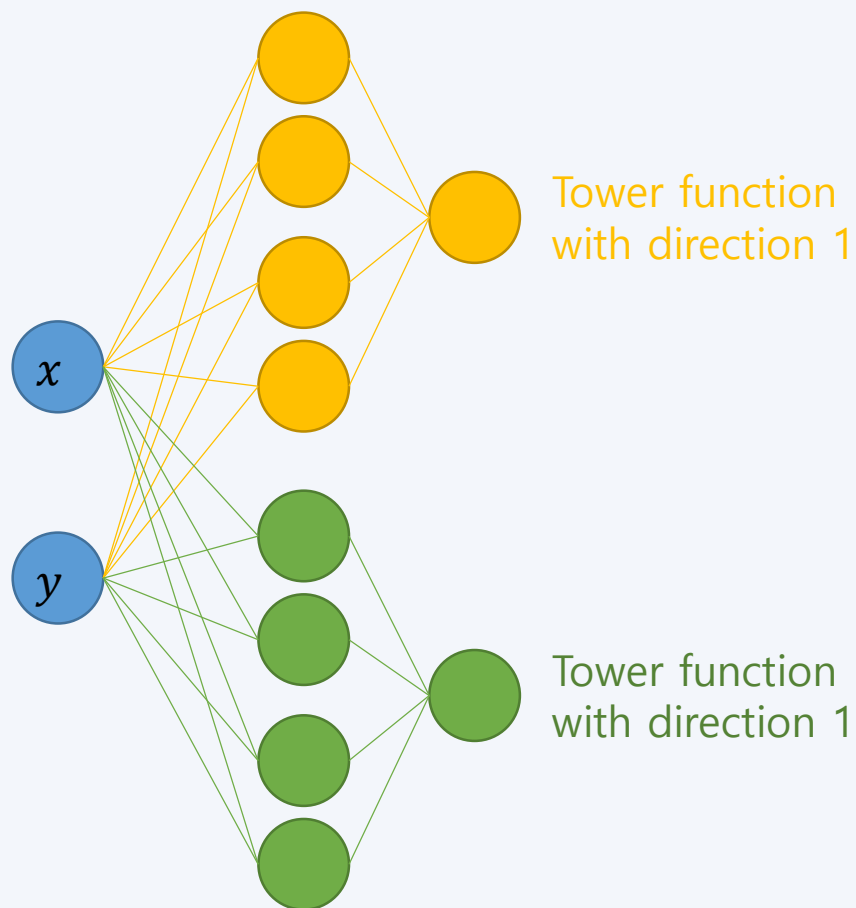 Tower function
with direction 1
x
y
Tower function
with direction 1